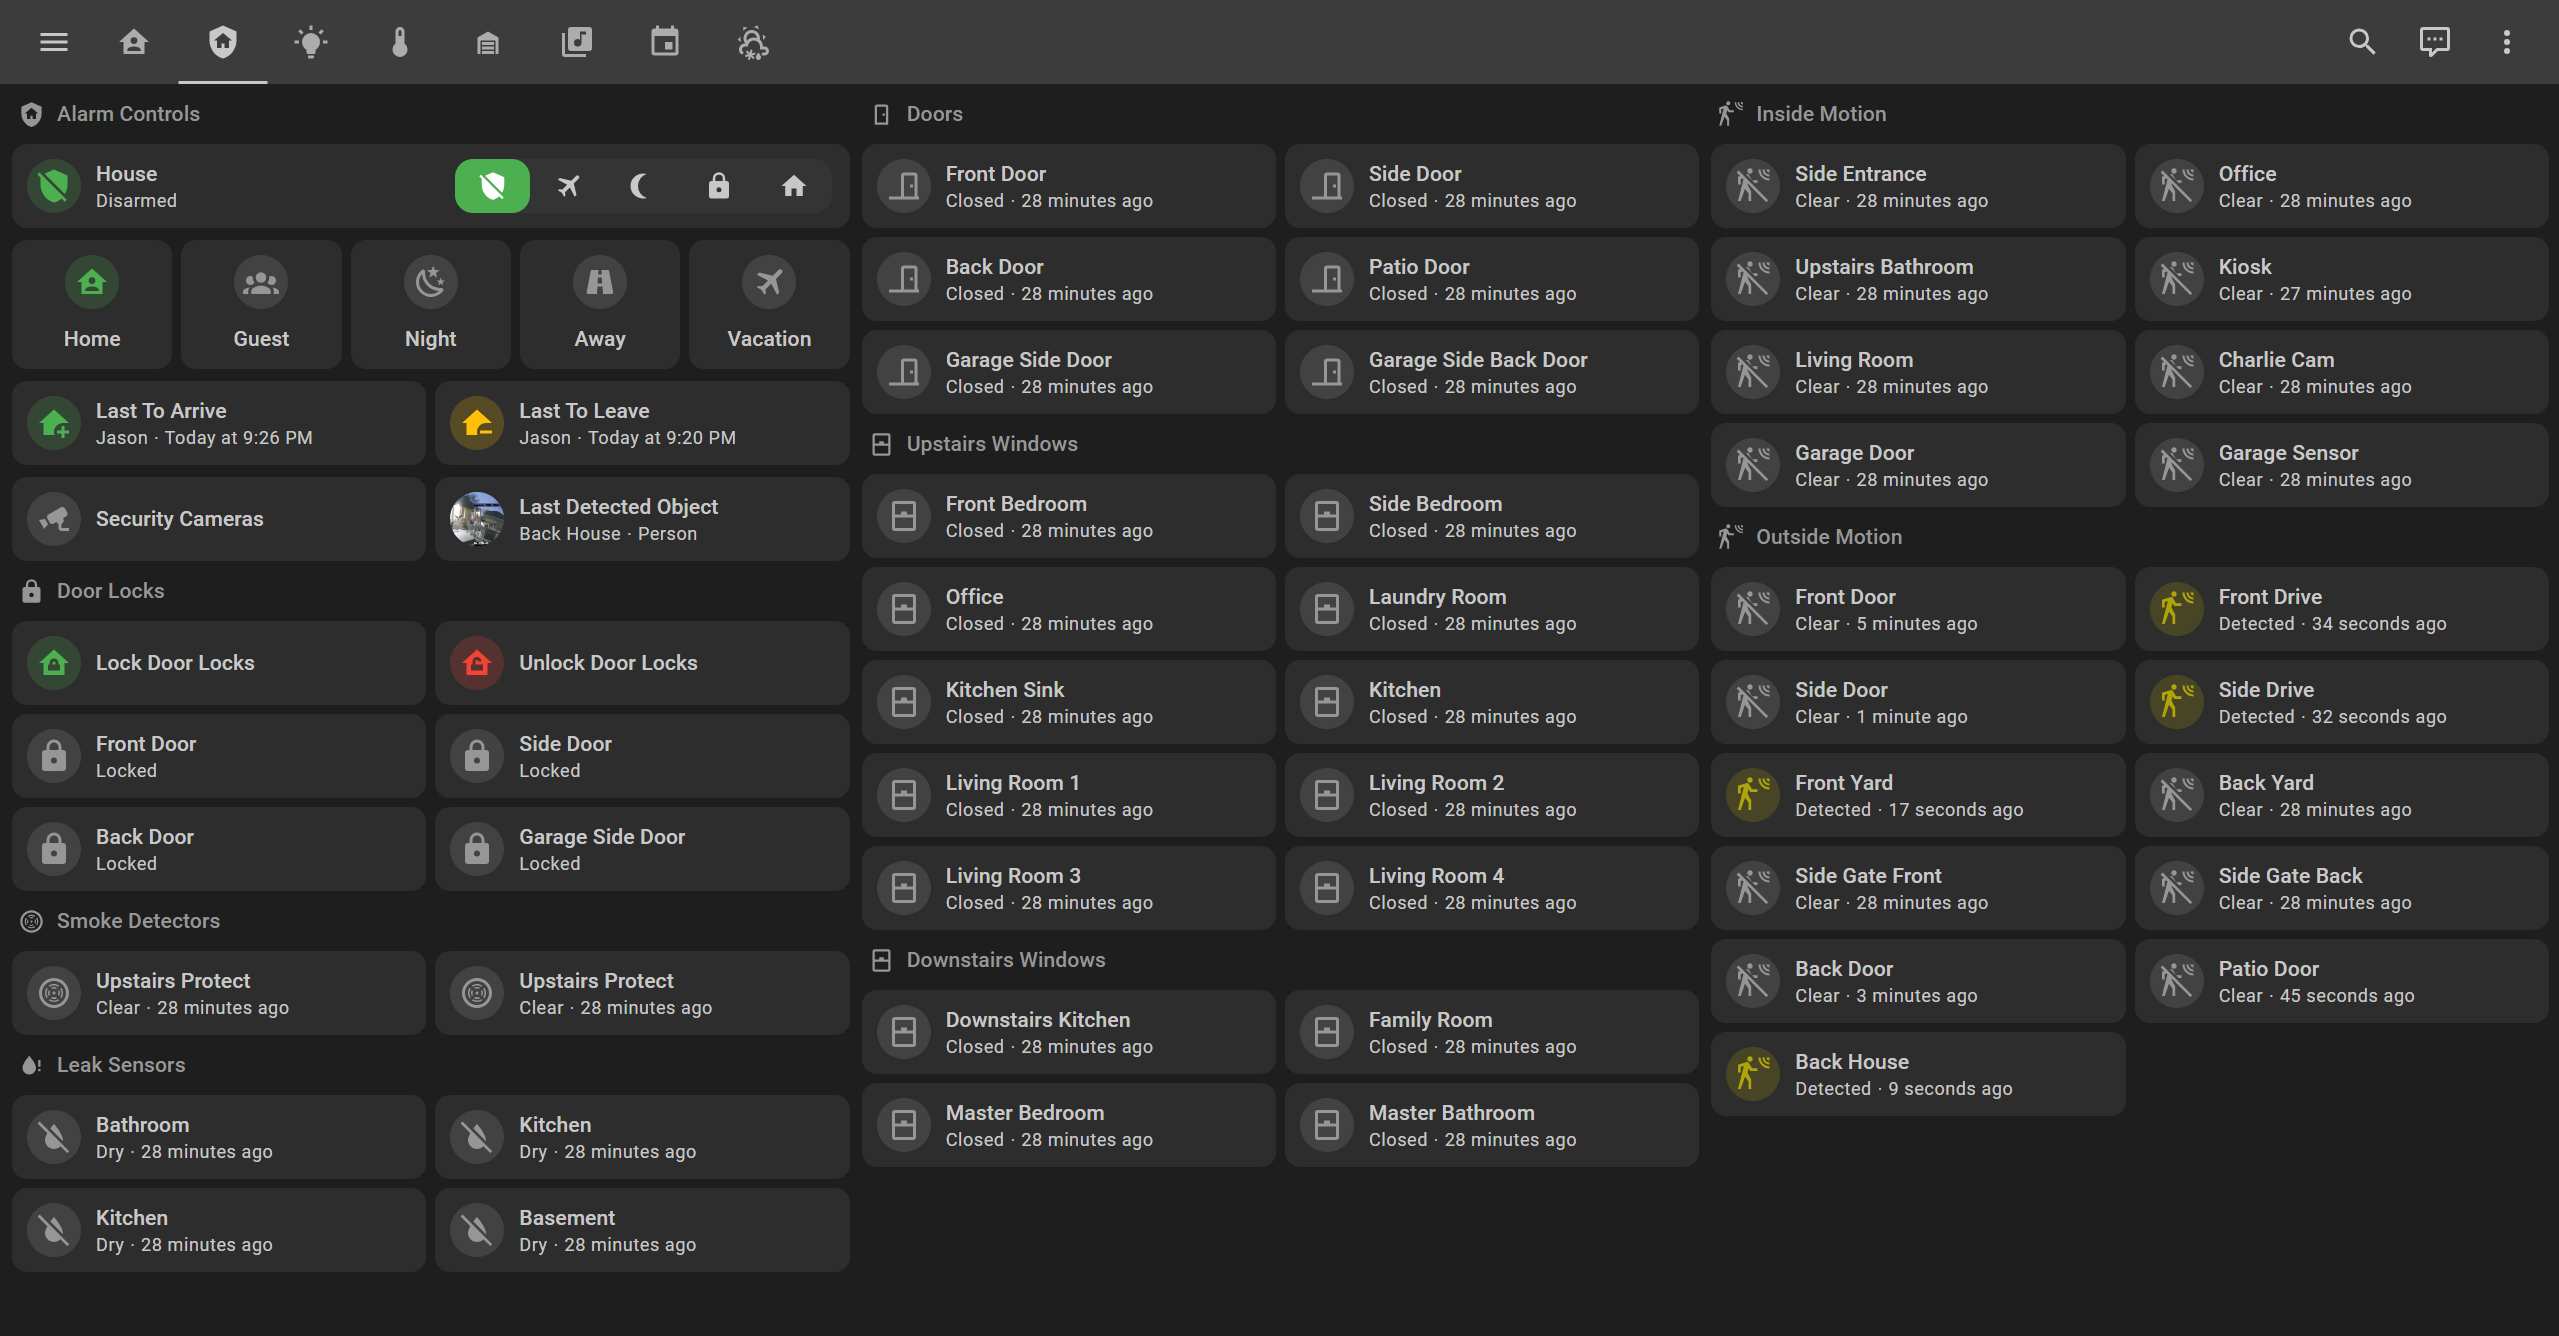 Alarm Controls
House
Disarmed
Home
Guest
Night
Away
Vacation
Last To Arrive
Jason · Today at 9:26 PM
Last To Leave
Jason · Today at 9:20 PM
Security Cameras
Last Detected Object
Back House · Person
Door Locks
Lock Door Locks
Unlock Door Locks
Front Door
Locked
Side Door
Locked
Back Door
Locked
Garage Side Door
Locked
Smoke Detectors
Upstairs Protect
Clear · 28 minutes ago
Upstairs Protect
Clear · 28 minutes ago
Leak Sensors
Bathroom
Dry · 28 minutes ago
Kitchen
Dry · 28 minutes ago
Kitchen
Dry · 28 minutes ago
Basement
Dry · 28 minutes ago
Doors
Front Door
Closed · 28 minutes ago
Side Door
Closed · 28 minutes ago
Back Door
Closed · 28 minutes ago
Patio Door
Closed · 28 minutes ago
Garage Side Door
Closed · 28 minutes ago
Garage Side Back Door
Closed · 28 minutes ago
Upstairs Windows
Front Bedroom
Closed · 28 minutes ago
Side Bedroom
Closed · 28 minutes ago
Office
Closed · 28 minutes ago
Laundry Room
Closed · 28 minutes ago
Kitchen Sink
Closed · 28 minutes ago
Kitchen
Closed · 28 minutes ago
Living Room 1
Closed · 28 minutes ago
Living Room 2
Closed · 28 minutes ago
Living Room 3
Closed · 28 minutes ago
Living Room 4
Closed · 28 minutes ago
Downstairs Windows
Downstairs Kitchen
Closed · 28 minutes ago
Family Room
Closed · 28 minutes ago
Master Bedroom
Closed · 28 minutes ago
Master Bathroom
Closed · 28 minutes ago
Inside Motion
Side Entrance
Clear · 28 minutes ago
Office
Clear · 28 minutes ago
Upstairs Bathroom
Clear · 28 minutes ago
Kiosk
Clear · 27 minutes ago
Living Room
Clear · 28 minutes ago
Charlie Cam
Clear · 28 minutes ago
Garage Door
Clear · 28 minutes ago
Garage Sensor
Clear · 28 minutes ago
Outside Motion
Front Door
Clear · 5 minutes ago
Front Drive
Detected · 34 seconds ago
Side Door
Clear · 1 minute ago
Side Drive
Detected · 32 seconds ago
Front Yard
Detected · 17 seconds ago
Back Yard
Clear · 28 minutes ago
Side Gate Front
Clear · 28 minutes ago
Side Gate Back
Clear · 28 minutes ago
Back Door
Clear · 3 minutes ago
Patio Door
Clear · 45 seconds ago
Back House
Detected · 9 seconds ago